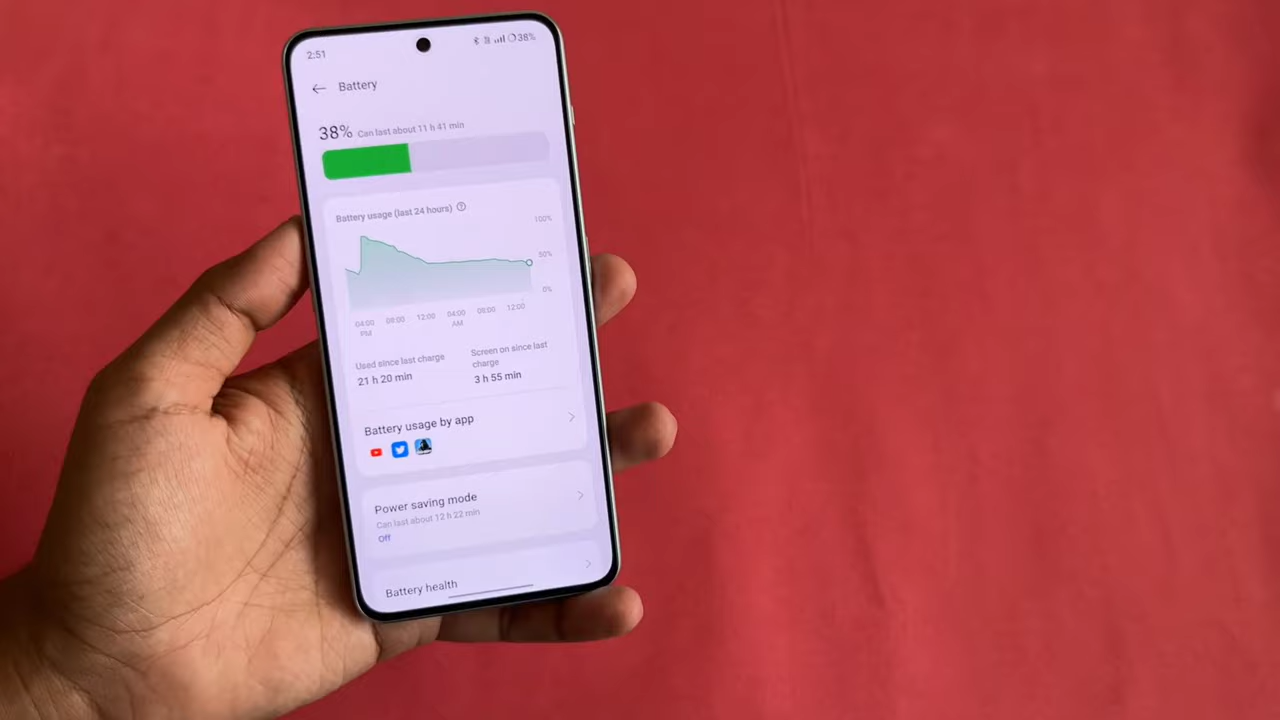 2:51
38%
Battery
38% Can last about 11 h 41 min
Battery usage (last 24 hours)
100%
50%
0%
04:00 08:00 12:00 04:00 08:00 12:00
PM AM
Used since last charge
21 h 20 min
Screen on since last
charge
3 h 55 min
Battery usage by app
Power saving mode
Can last about 12 h 22 min
Off
Battery health